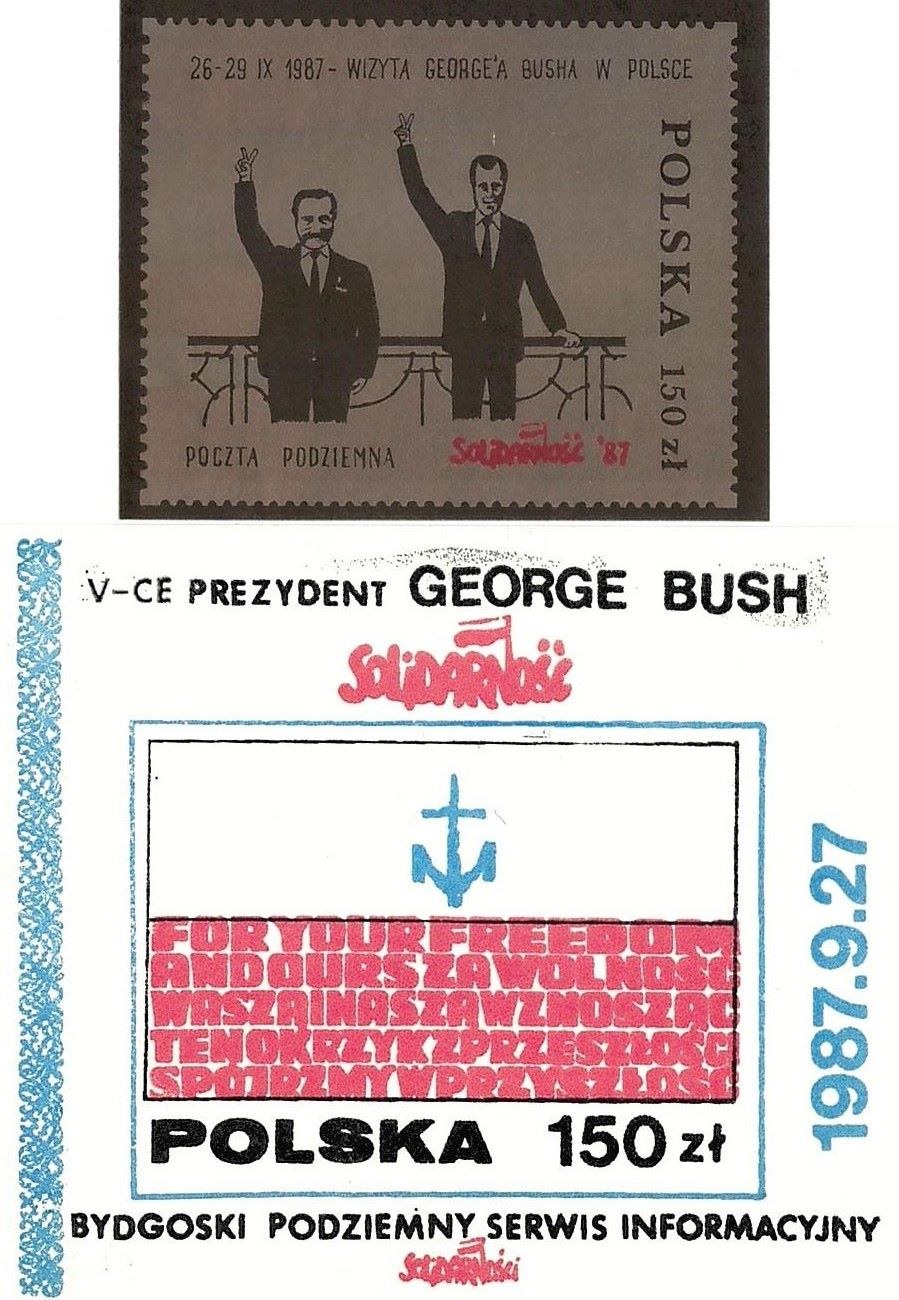 26-29 IX 1987 - WIZYTA GEORGE'A BUSHA W POLSCE
POLSKA 150 zł
POCZTA PODZIEMNA
SOLIDARNOŚĆ '87
V-CE PREZYDENT GEORGE BUSH
SOLIDARNOŚĆ
FOR YOUR FREEDOM
AND OURS ZA WOLNOŚĆ
WASZĄ I NASZĄ WZNOSZĄC
TEN OKRZYK Z PRZESZŁOŚCI
SPÓJRZMY W PRZYSZŁOŚĆ
POLSKA 150 zł
1987.9.27
BYDGOSKI PODZIEMNY SERWIS INFORMACYJNY
SOLIDARNOŚCI